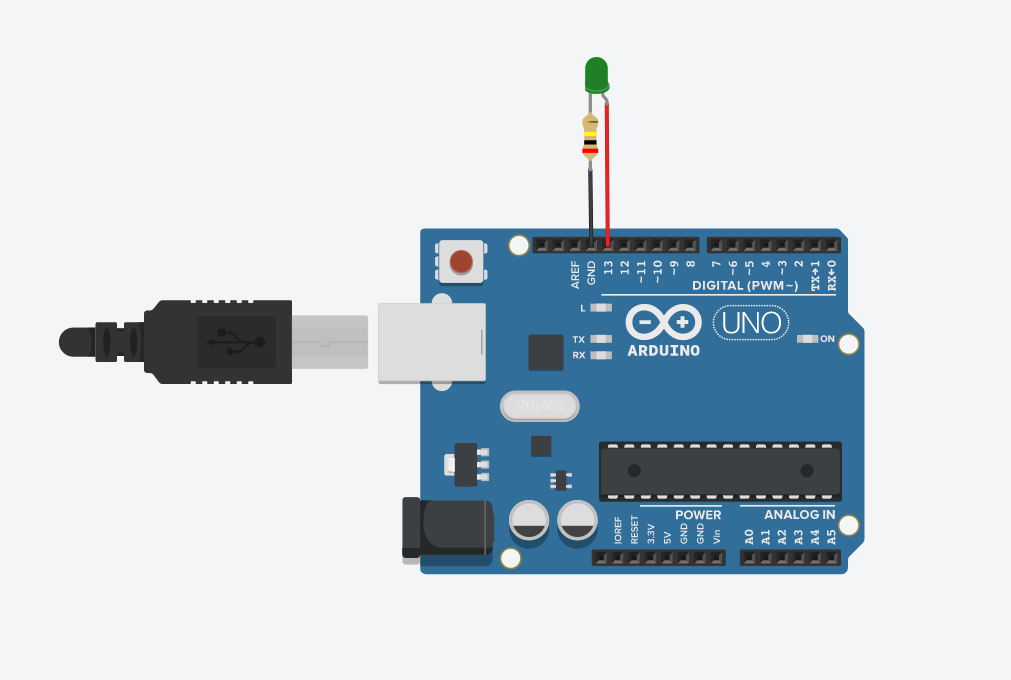 AREF
GND
13
12
~11
~10
~9
8
7
~6
~5
4
~3
2
TX→1
RX←0
DIGITAL (PWM~)
L
TX
RX
UNO
ON
ARDUINO
POWER
ANALOG IN
IOREF
RESET
3.3V
5V
GND
GND
Vin
A0
A1
A2
A3
A4
A5